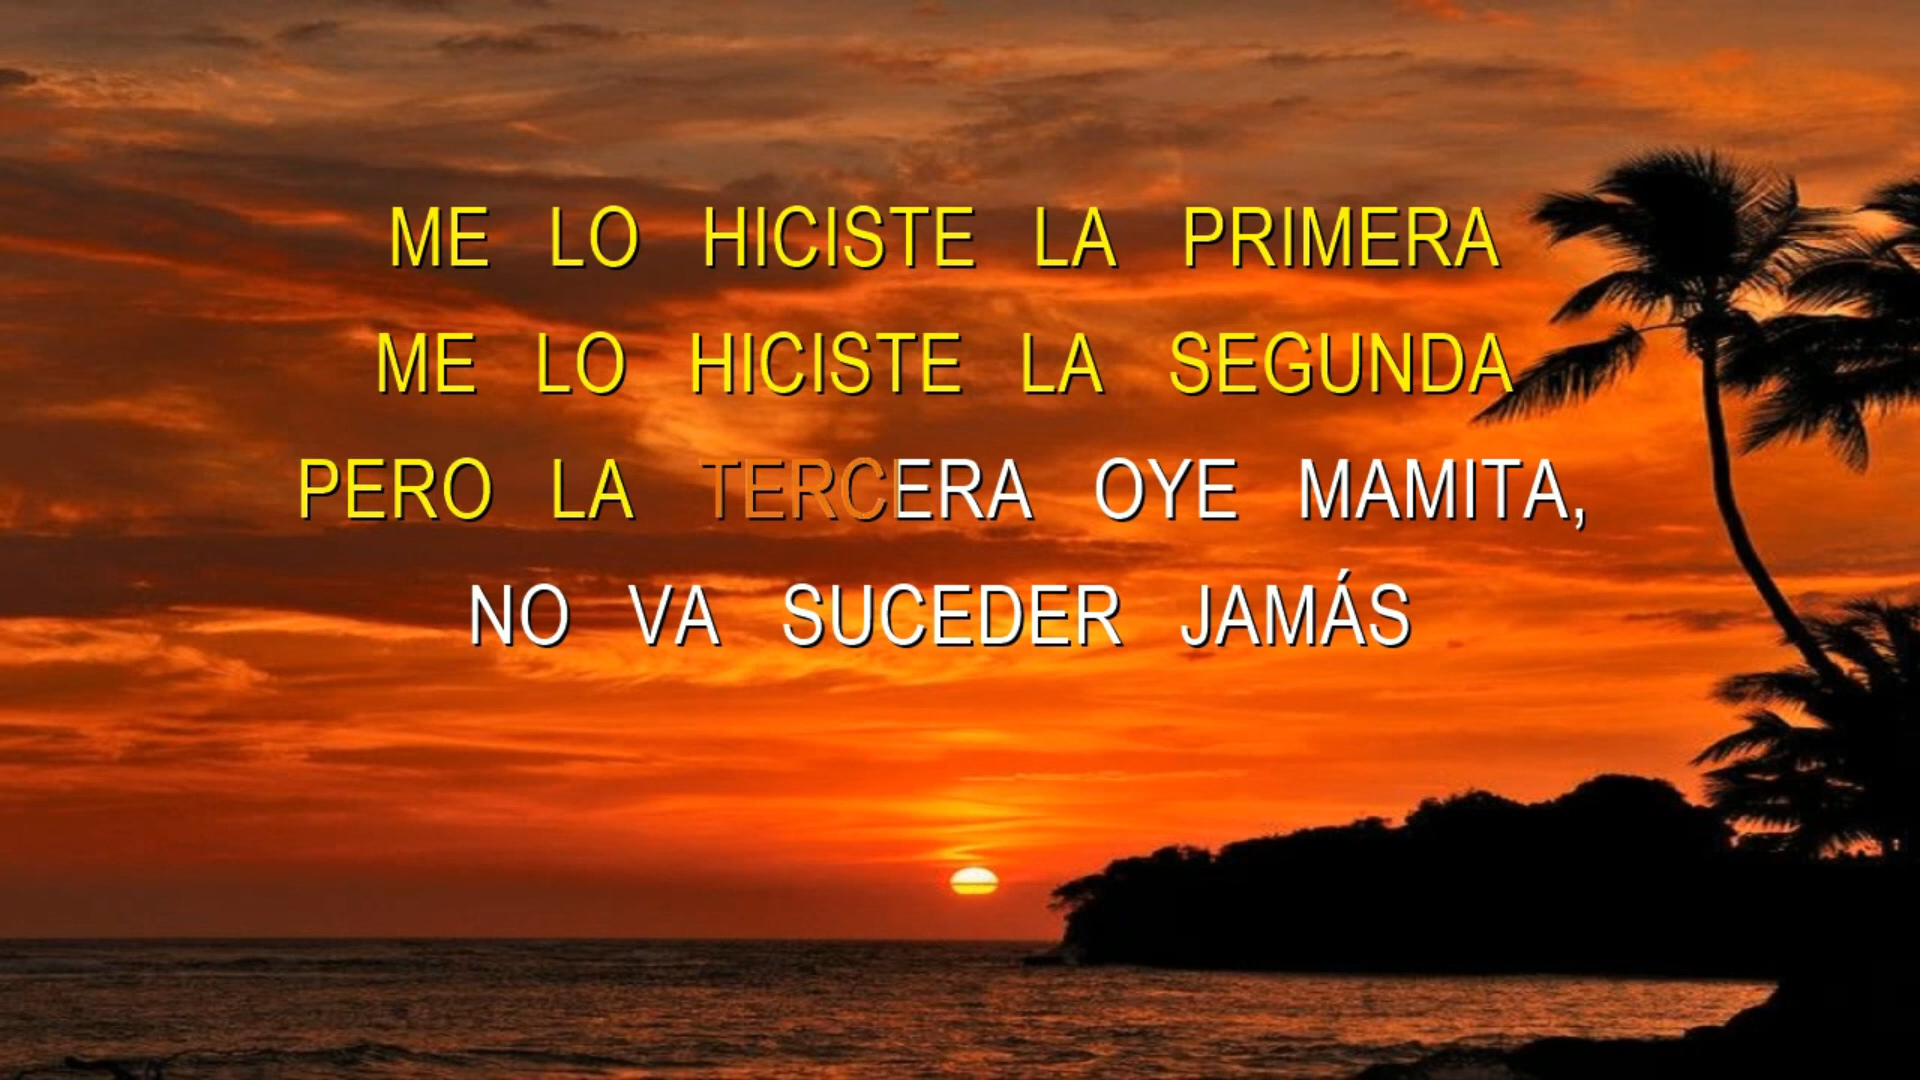 ME LO HICISTE LA PRIMERA
ME LO HICISTE LA SEGUNDA
PERO LA TERCERA OYE MAMITA,
NO VA SUCEDER JAMÁS